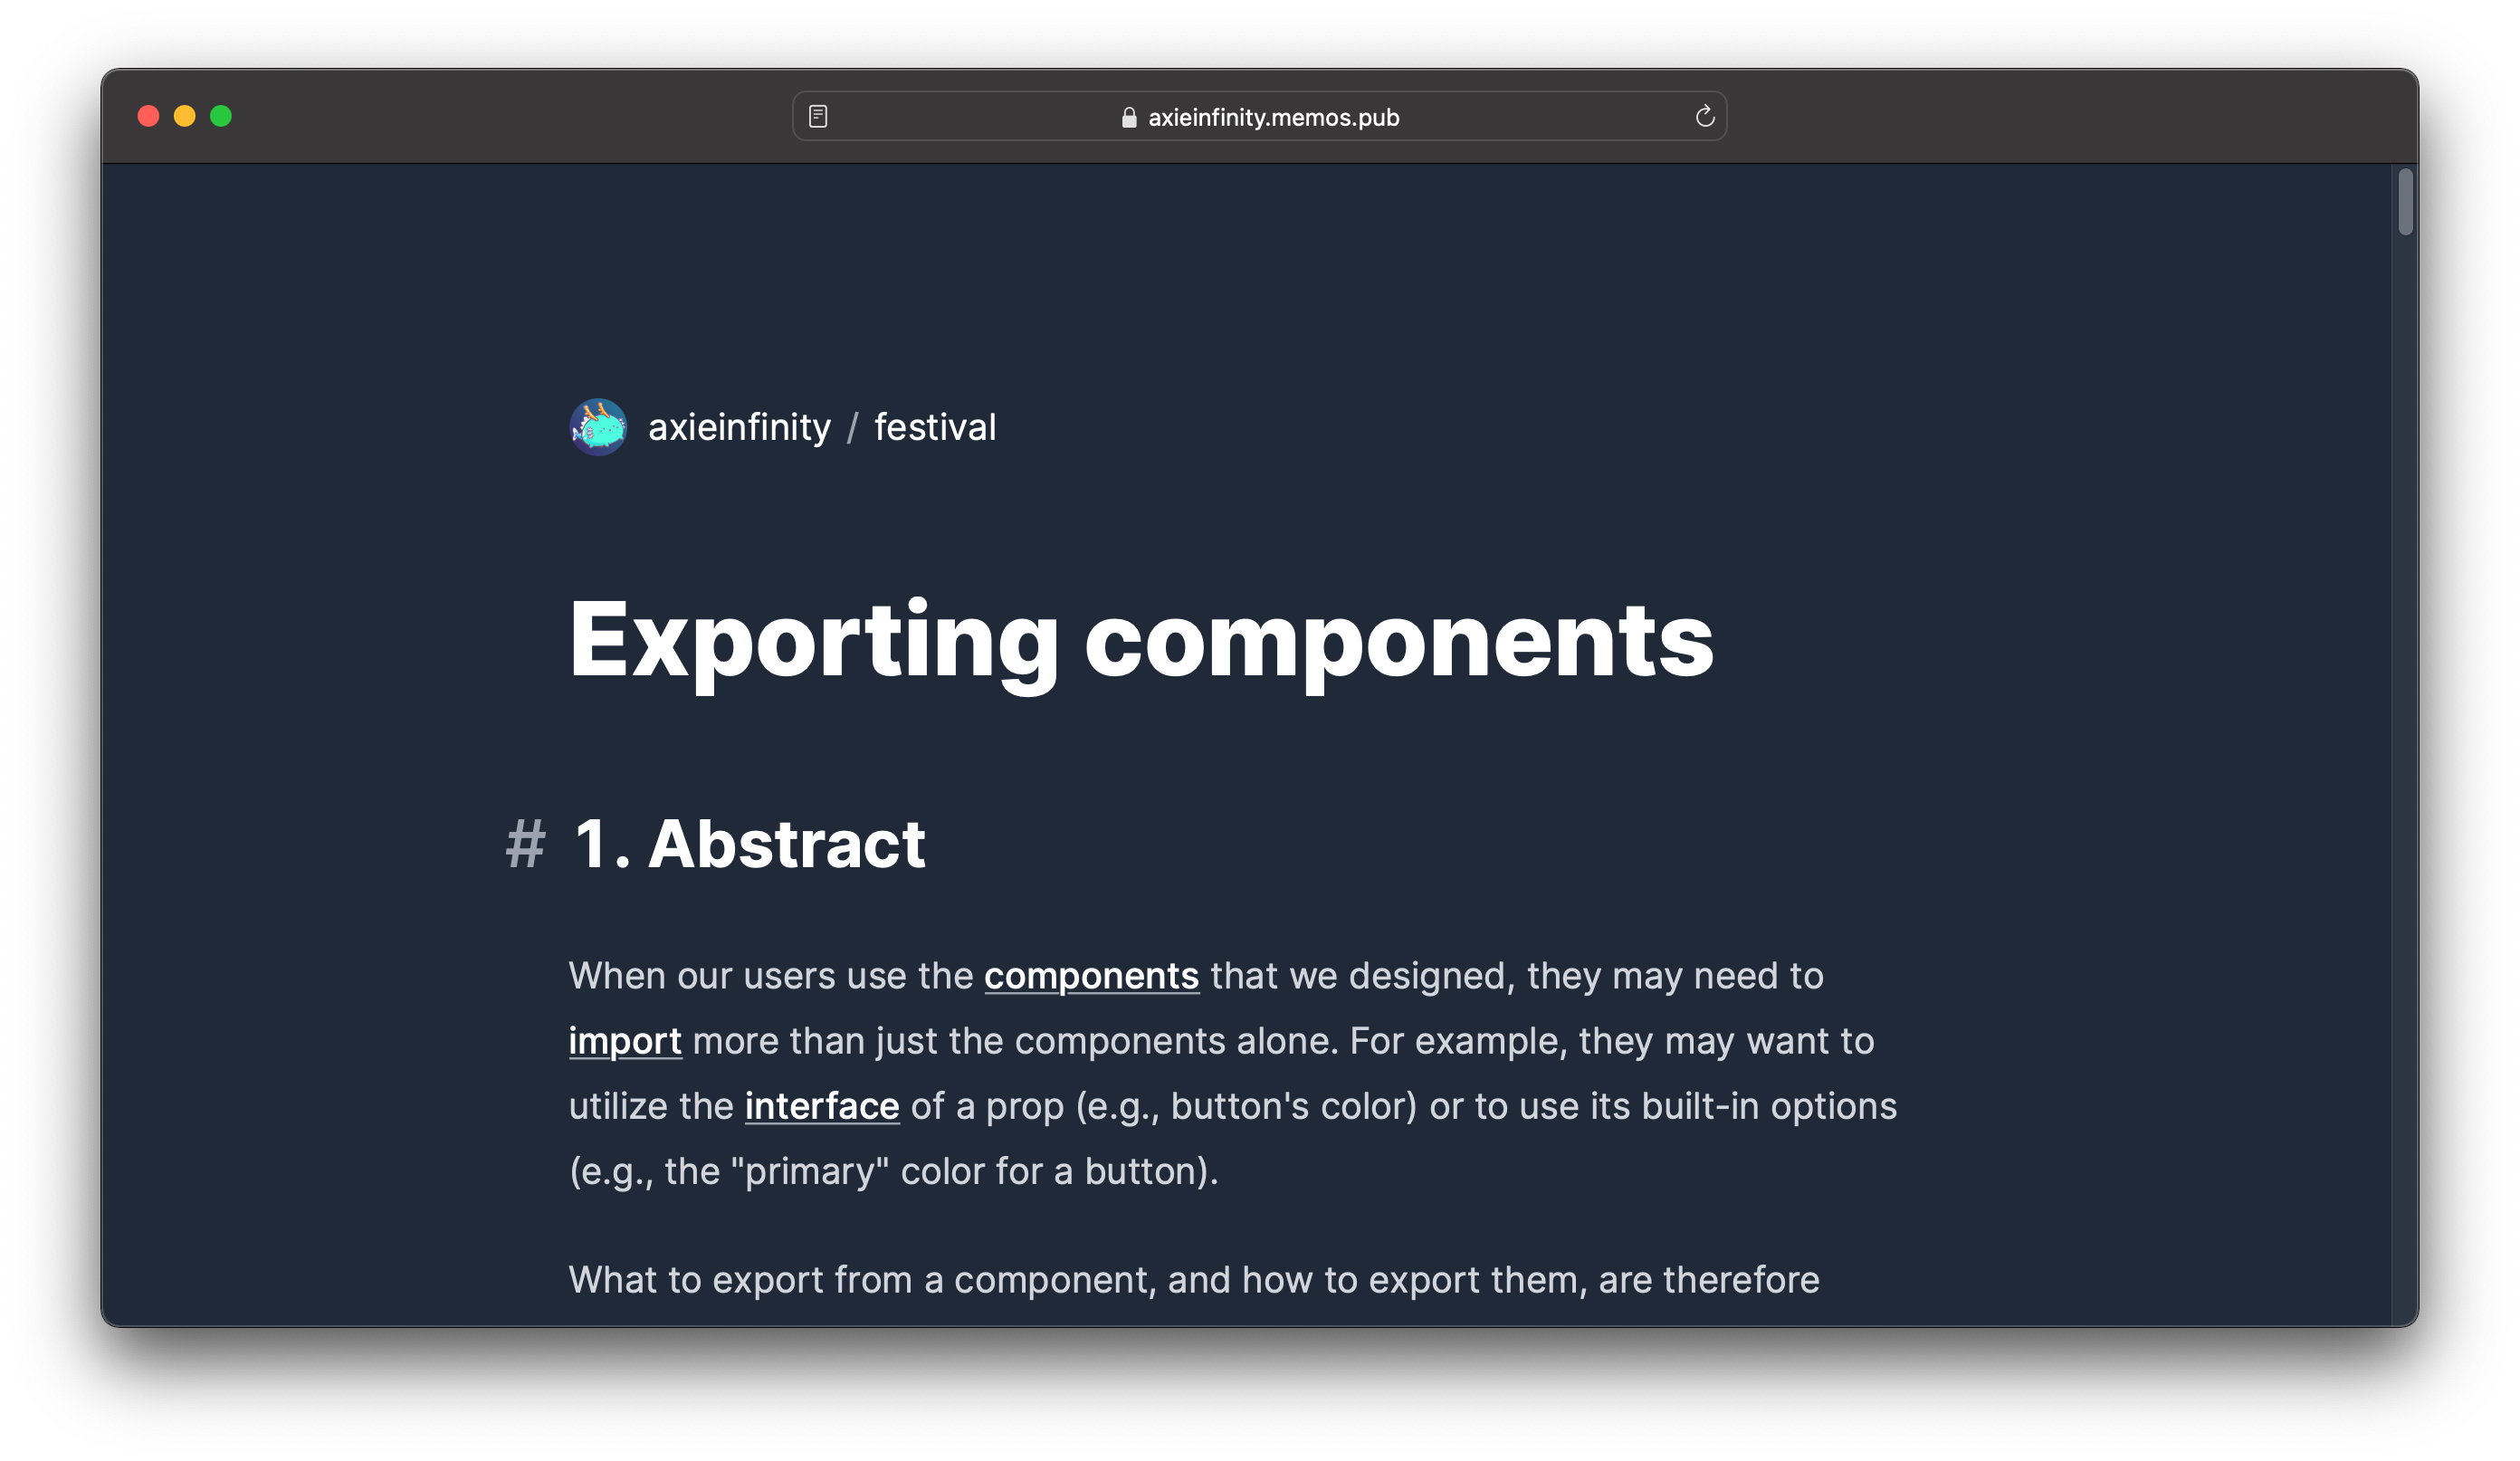 axieinfinity.memos.pub
axieinfinity / festival
Exporting components
# 1. Abstract
When our users use the components that we designed, they may need to
import more than just the components alone. For example, they may want to
utilize the interface of a prop (e.g., button's color) or to use its built-in options
(e.g., the "primary" color for a button).
What to export from a component, and how to export them, are therefore